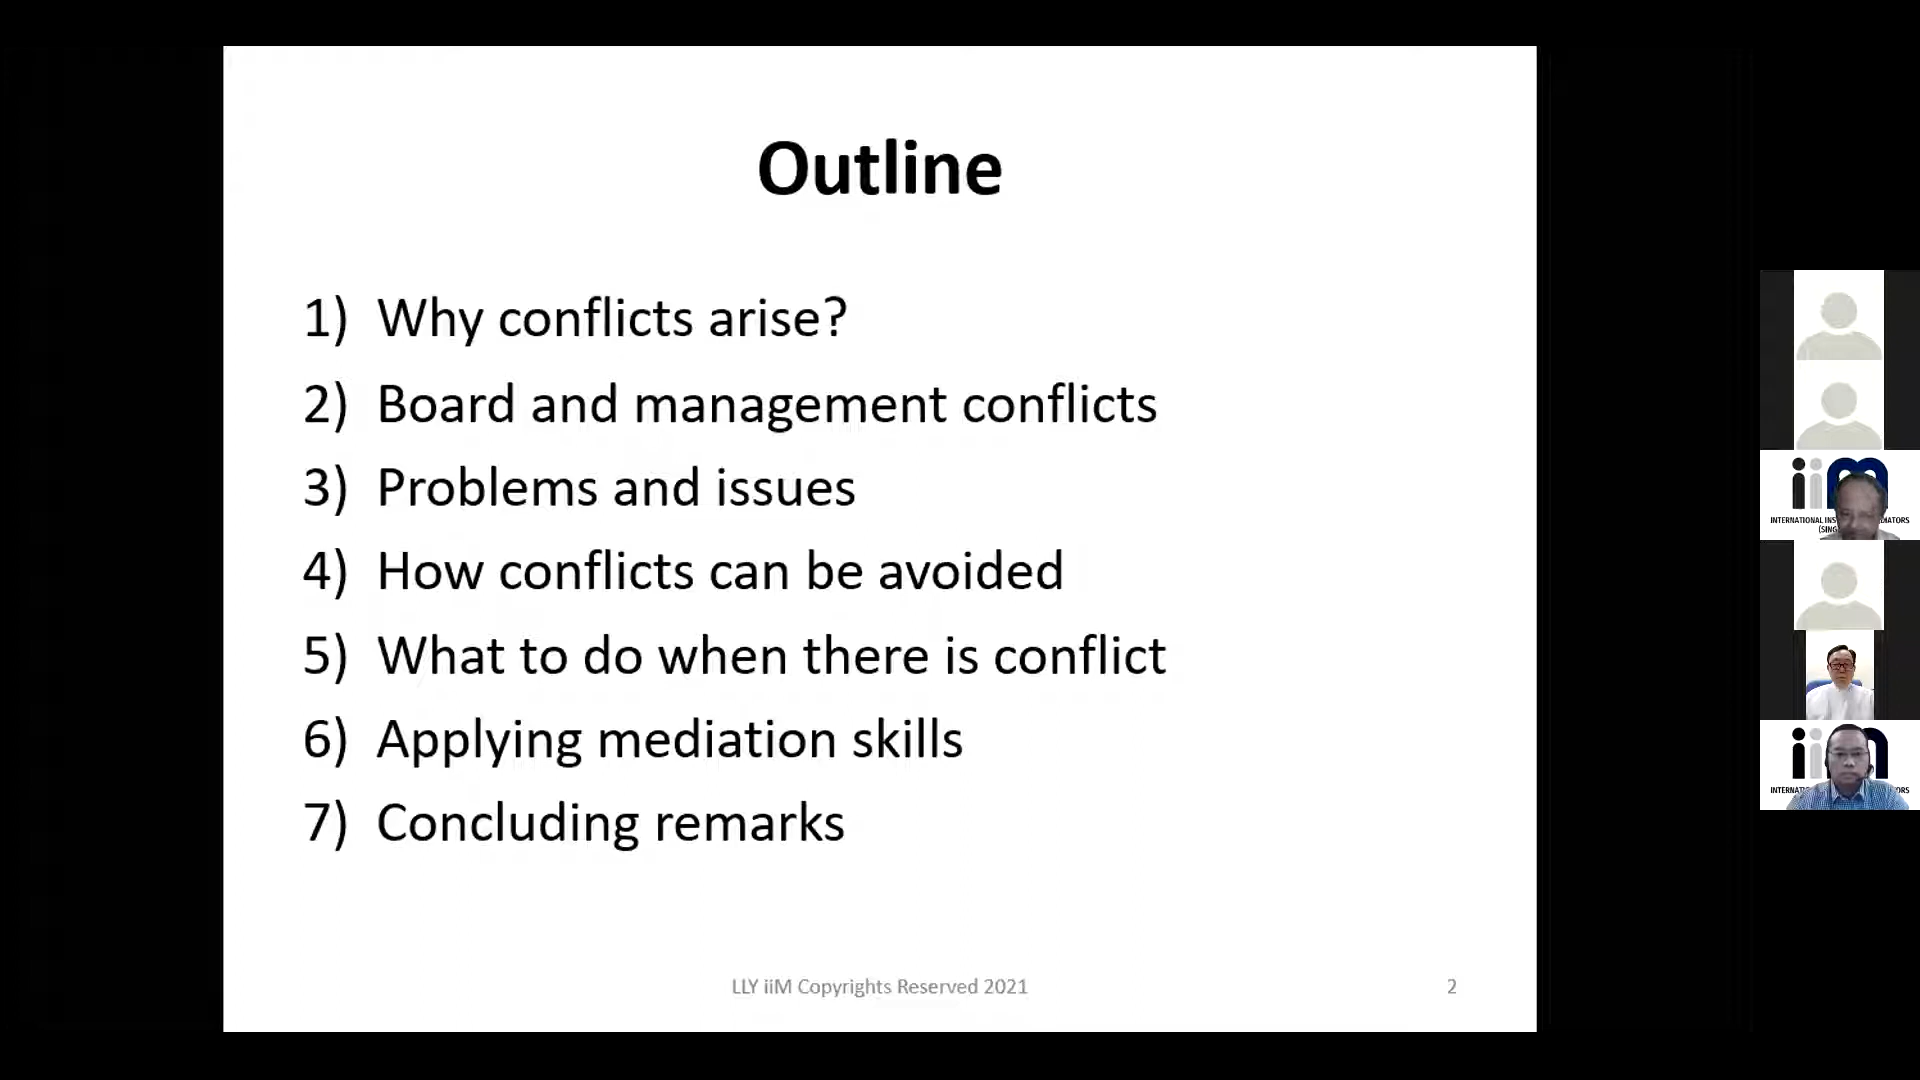 Outline
1) Why conflicts arise?
2) Board and management conflicts
3) Problems and issues
4) How conflicts can be avoided
5) What to do when there is conflict
6) Applying mediation skills
7) Concluding remarks
LLY iiM Copyrights Reserved 2021
2
iim
INTERNATIONAL